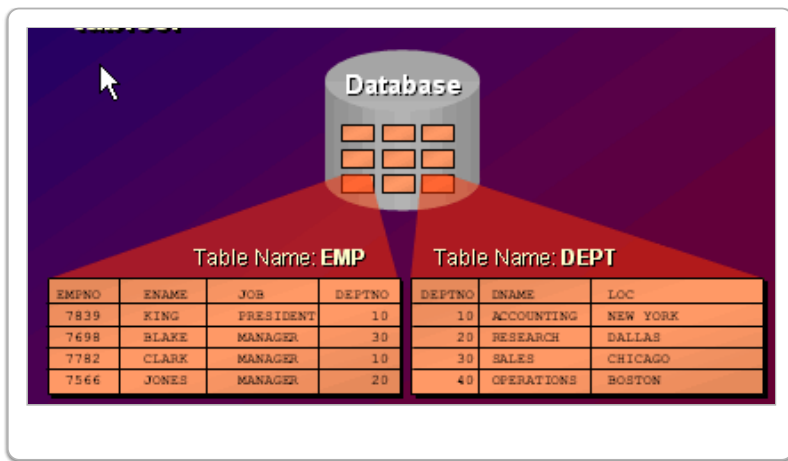 Database
Table Name: EMP
EMPNO ENAME JOB DEPTNO
7839 KING PRESIDENT 10
7698 BLAKE MANAGER 30
7782 CLARK MANAGER 10
7566 JONES MANAGER 20
Table Name: DEPT
DEPTNO DNAME LOC
10 ACCOUNTING NEW YORK
20 RESEARCH DALLAS
30 SALES CHICAGO
40 OPERATIONS BOSTON